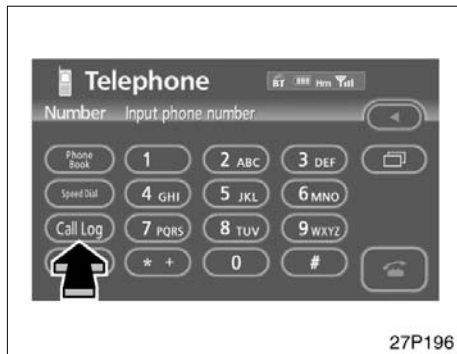 Telephone BT Hm
Number Input phone number
Phone Book 1 2 ABC 3 DEF
Speed Dial 4 GHI 5 JKL 6 MNO
Call Log 7 PQRS 8 TUV 9 WXYZ
* + 0 #
27P196